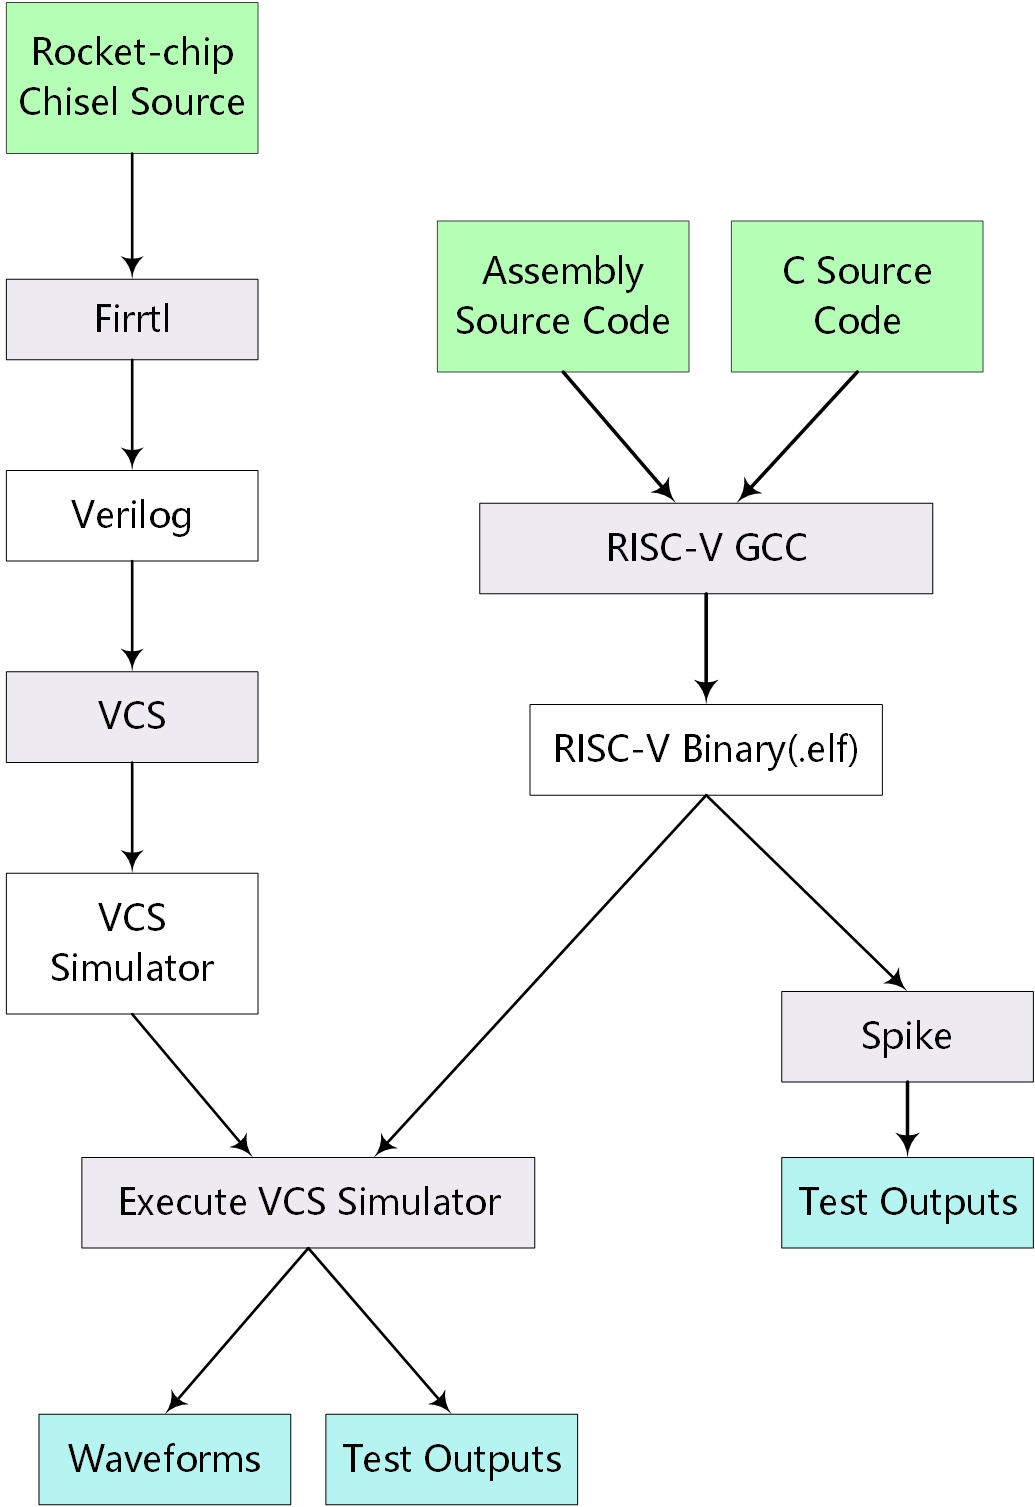 Rocket-chip
Chisel Source
Firrtl
Verilog
VCS
VCS
Simulator
Assembly
Source Code
C Source
Code
RISC-V GCC
RISC-V Binary(.elf)
Spike
Test Outputs
Execute VCS Simulator
Waveforms
Test Outputs